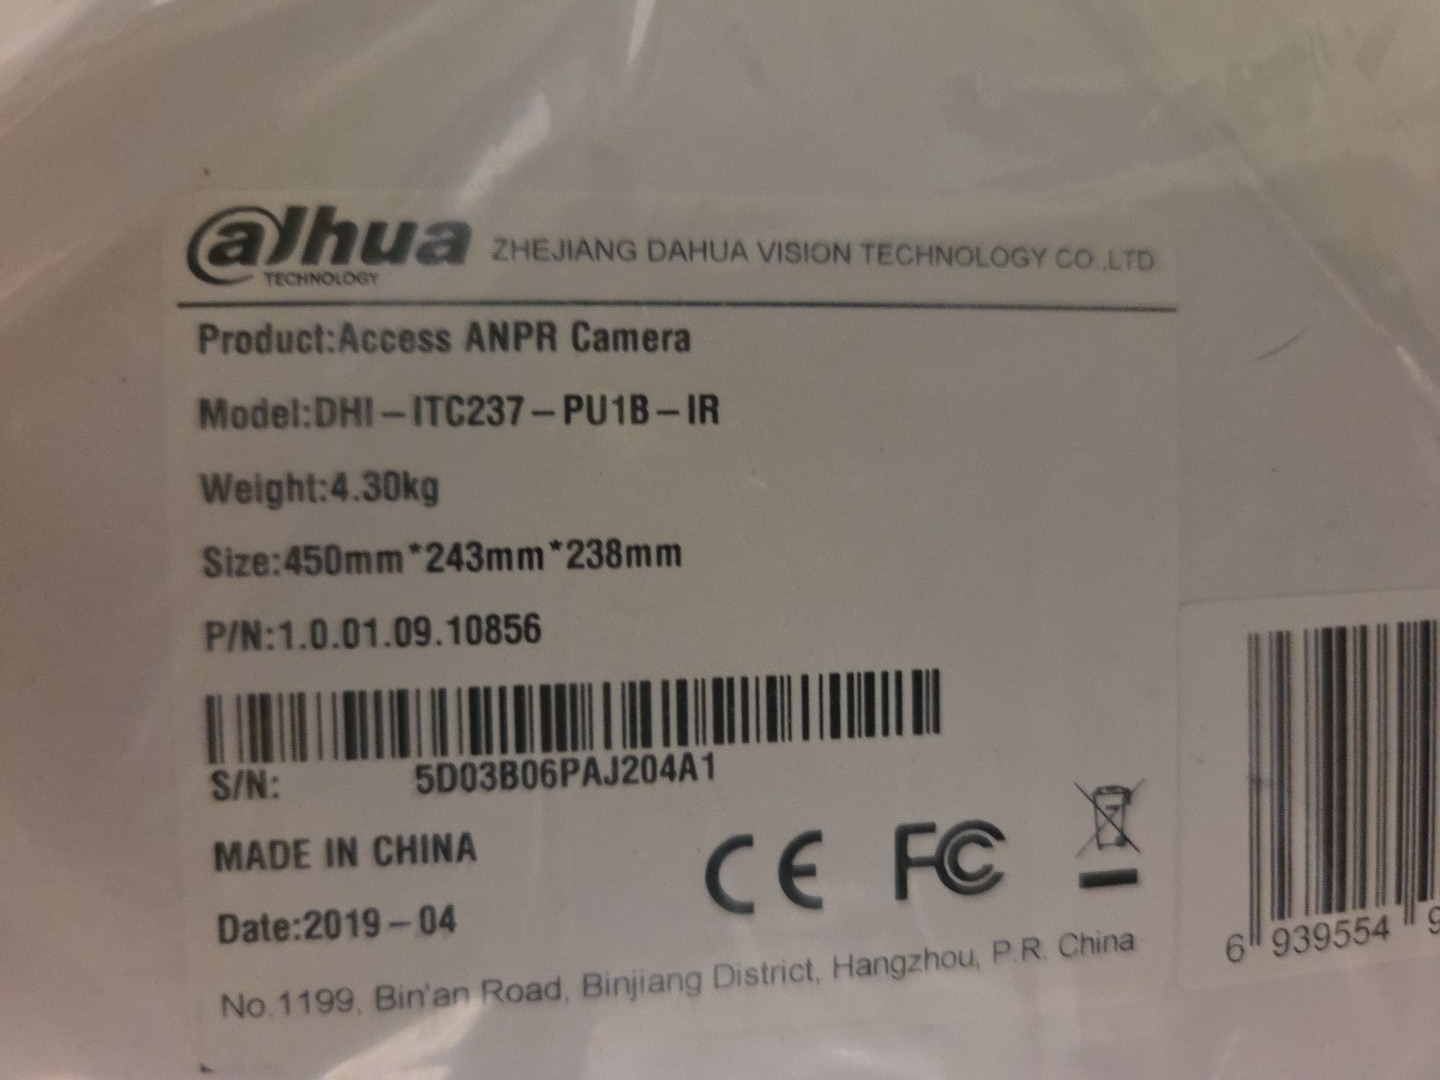 alhua
TECHNOLOGY
ZHEJIANG DAHUA VISION TECHNOLOGY CO.,LTD
Product:Access ANPR Camera
Model:DHI-ITC237-PU1B-IR
Weight:4.30kg
Size:450mm*243mm*238mm
P/N:1.0.01.09.10856
S/N: 5D03B06PAJ204A1
MADE IN CHINA
CE FC
Date:2019-04
No.1199, Bin'an Road, Binjiang District, Hangzhou, P.R. China
6 939554 9